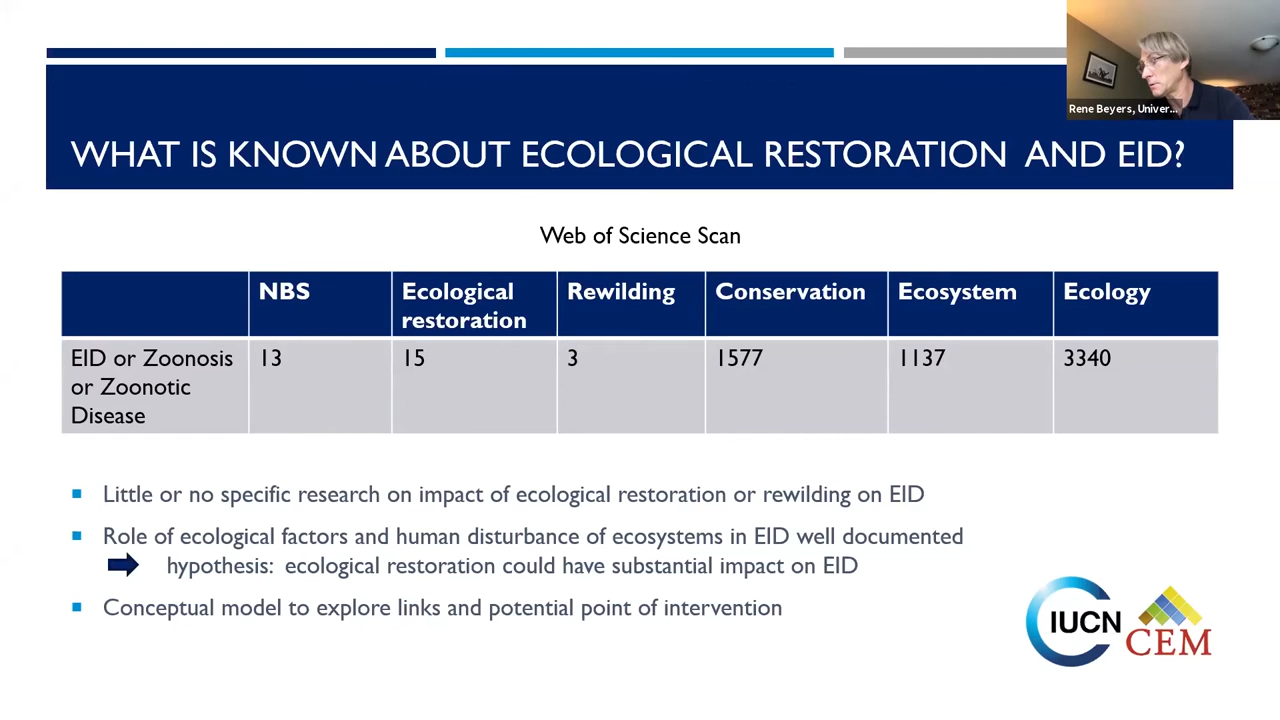 Rene Beyers, Univer...
WHAT IS KNOWN ABOUT ECOLOGICAL RESTORATION AND EID?
Web of Science Scan
NBS
Ecological
restoration
Rewilding
Conservation
Ecosystem
Ecology
EID or Zoonosis
or Zoonotic
Disease
13
15
3
1577
1137
3340
Little or no specific research on impact of ecological restoration or rewilding on EID
Role of ecological factors and human disturbance of ecosystems in EID well documented
hypothesis: ecological restoration could have substantial impact on EID
Conceptual model to explore links and potential point of intervention
IUCN
CEM